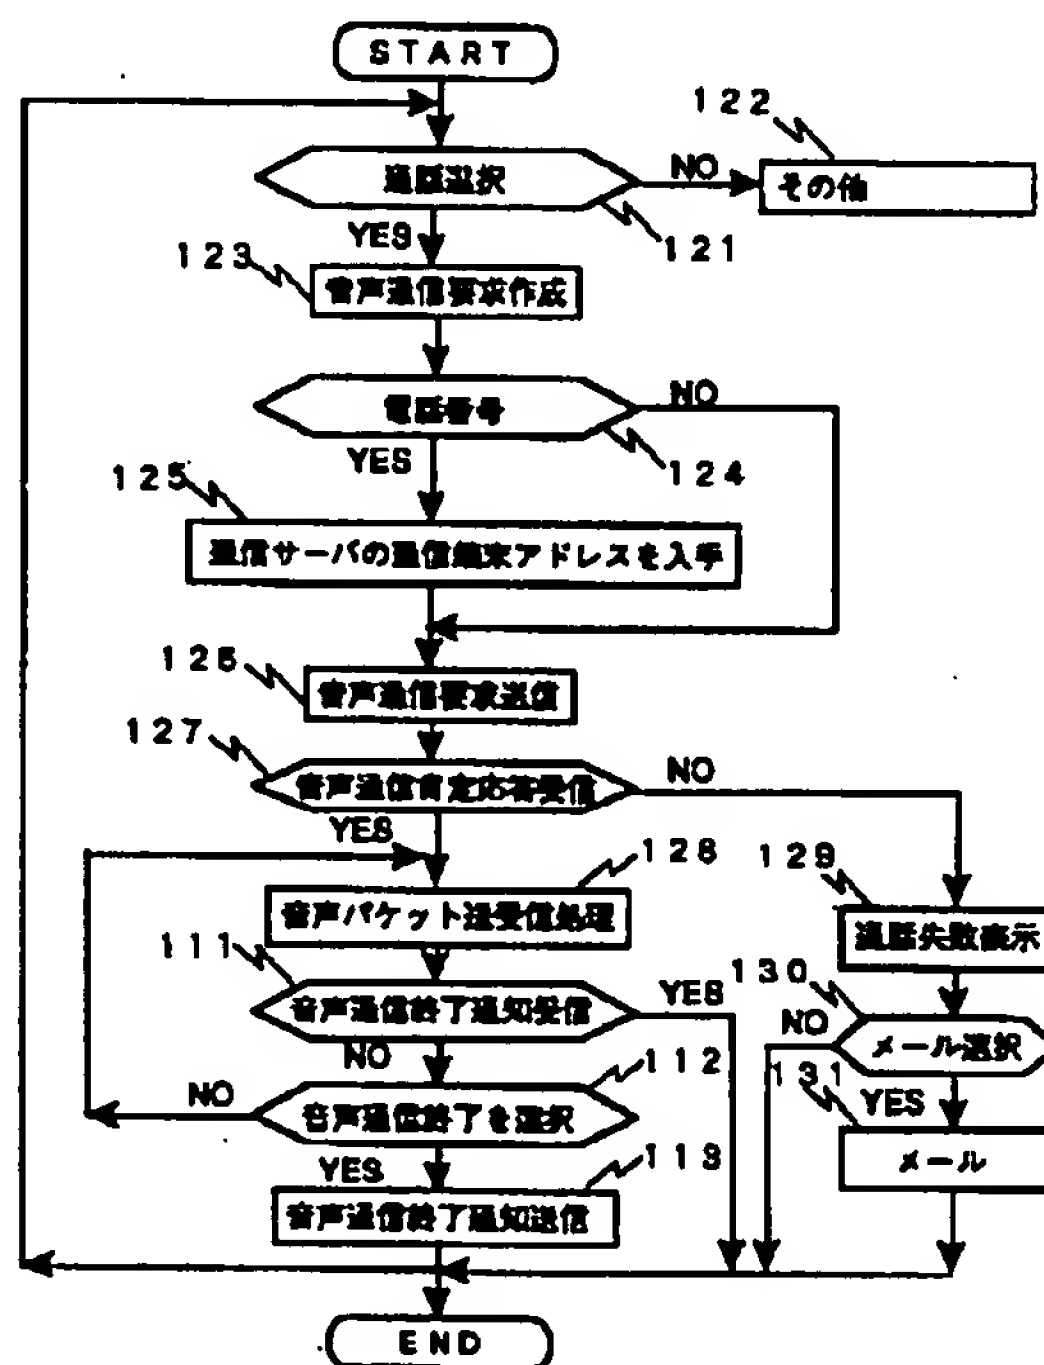 START
122
通話選択
NO
その他
YES
121
123
音声通信要求作成
電話番号
NO
YES
124
125
通信サーバの通信端末アドレスを入手
126
音声通信要求送信
127
音声通信肯定応答受信
NO
YES
128
129
音声パケット送受信処理
通話失敗表示
111
130
音声通信終了通知受信
YES
NO
メール選択
NO
112
131
YES
NO
音声通信終了を選択
メール
YES
113
音声通信終了通知送信
END